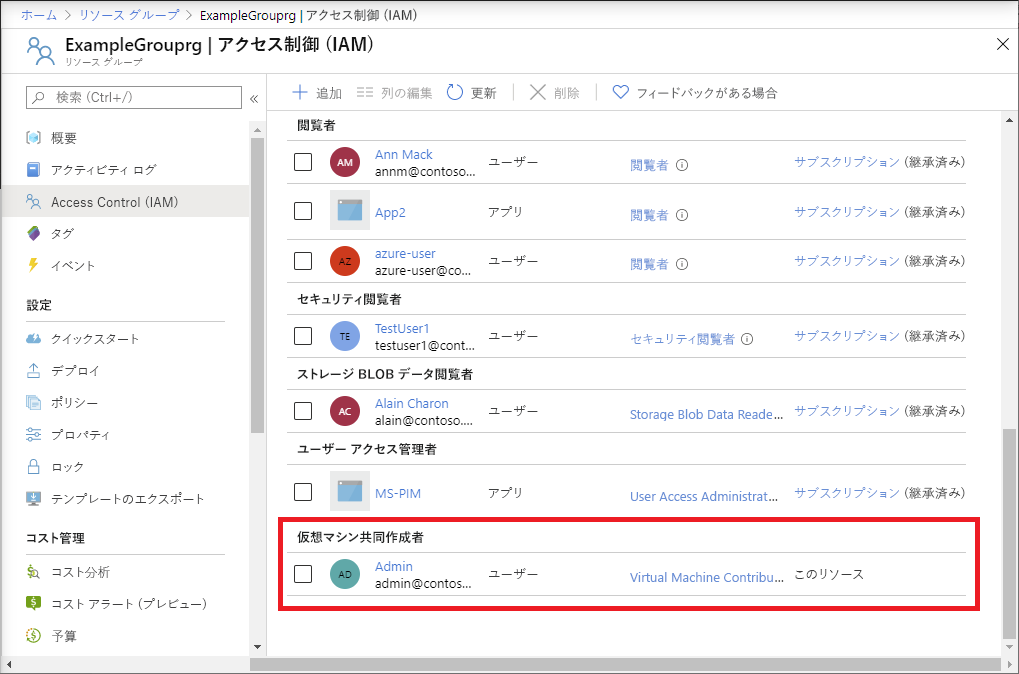 ホーム > リソース グループ > ExampleGrouprg | アクセス制御 (IAM)
ExampleGrouprg | アクセス制御 (IAM)
リソース グループ
検索 (Ctrl+/)
«
追加 列の編集 更新 削除 フィードバックがある場合
概要
アクティビティ ログ
Access Control (IAM)
タグ
イベント
設定
クイックスタート
デプロイ
ポリシー
プロパティ
ロック
テンプレートのエクスポート
コスト管理
コスト分析
コスト アラート (プレビュー)
予算
閲覧者
AM Ann Mack ユーザー 閲覧者 サブスクリプション (継承済み)
annm@contoso...
App2 アプリ 閲覧者 サブスクリプション (継承済み)
AZ azure-user ユーザー 閲覧者 サブスクリプション (継承済み)
azure-user@co...
セキュリティ閲覧者
TE TestUser1 ユーザー セキュリティ閲覧者 サブスクリプション (継承済み)
testuser1@cont...
ストレージ BLOB データ閲覧者
AC Alain Charon ユーザー Storage Blob Data Reade... サブスクリプション (継承済み)
alain@contoso....
ユーザー アクセス管理者
MS-PIM アプリ User Access Administrat... サブスクリプション (継承済み)
仮想マシン共同作成者
AD Admin ユーザー Virtual Machine Contribu... このリソース
admin@contos...